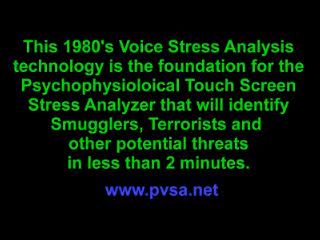 This 1980's Voice Stress Analysis
technology is the foundation for the
Psychophysioloical Touch Screen
Stress Analyzer that will identify
Smugglers, Terrorists and
other potential threats
in less than 2 minutes.
www.pvsa.net